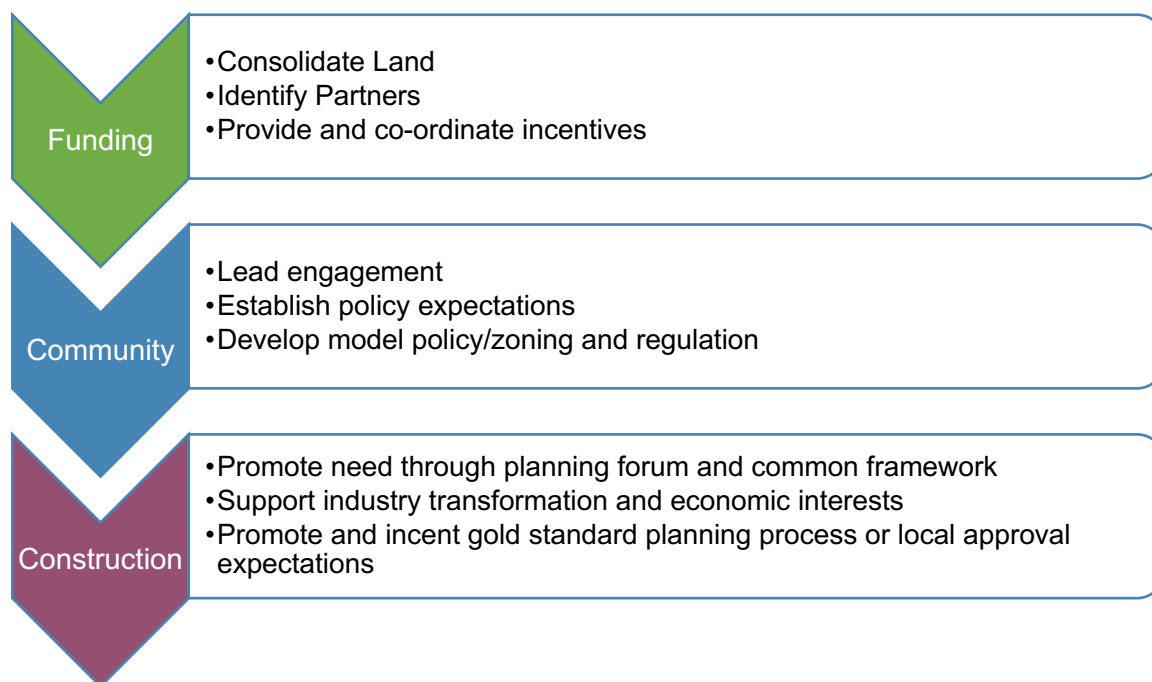 Funding
•Consolidate Land
•Identify Partners
•Provide and co-ordinate incentives
Community
•Lead engagement
•Establish policy expectations
•Develop model policy/zoning and regulation
Construction
•Promote need through planning forum and common framework
•Support industry transformation and economic interests
•Promote and incent gold standard planning process or local approval
expectations